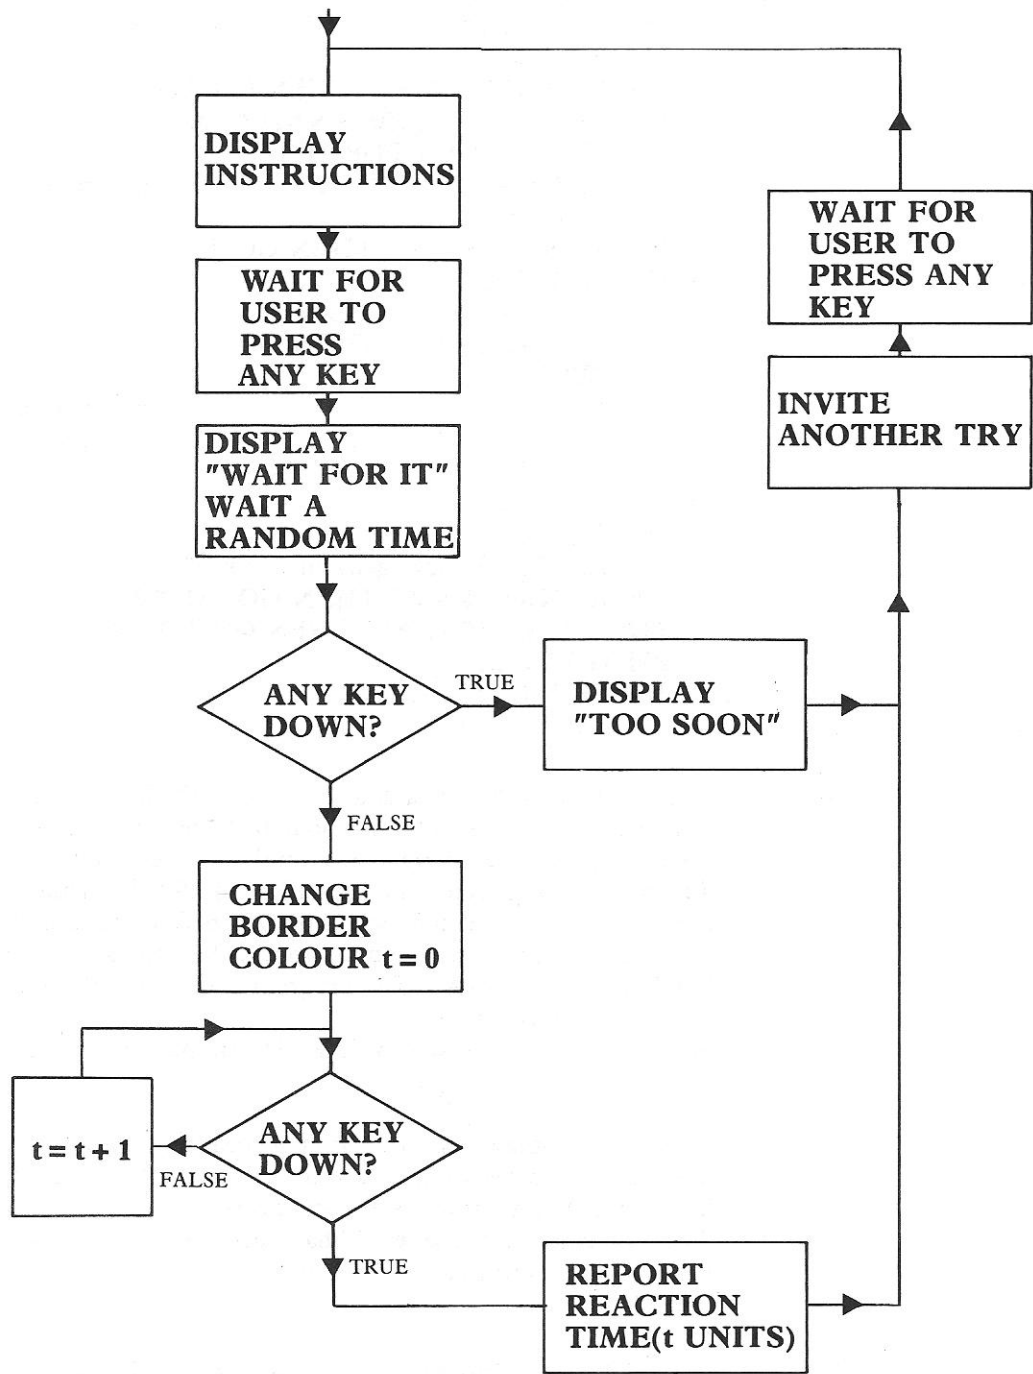 DISPLAY
INSTRUCTIONS
WAIT FOR
USER TO
PRESS
ANY KEY
DISPLAY
"WAIT FOR IT"
WAIT A
RANDOM TIME
ANY KEY
DOWN?
TRUE
DISPLAY
"TOO SOON"
FALSE
CHANGE
BORDER
COLOUR t = 0
ANY KEY
DOWN?
FALSE
t = t + 1
TRUE
REPORT
REACTION
TIME(t UNITS)
INVITE
ANOTHER TRY
WAIT FOR
USER TO
PRESS ANY
KEY